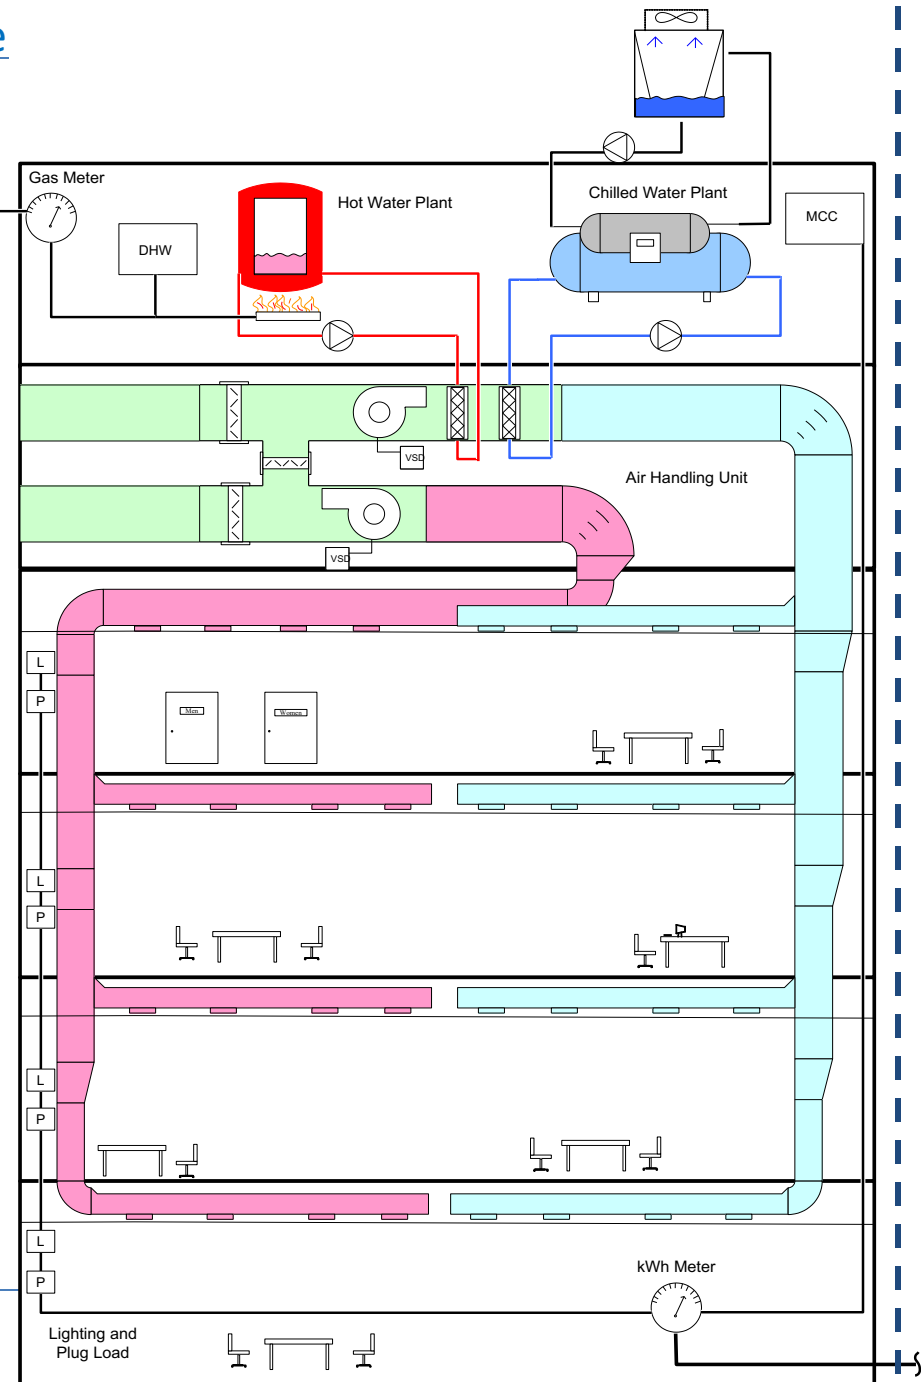 e
Gas Meter
Hot Water Plant
Chilled Water Plant
MCC
DHW
VSD
Air Handling Unit
VSD
L
P
Men
Women
L
P
L
P
L
P
kWh Meter
Lighting and
Plug Load